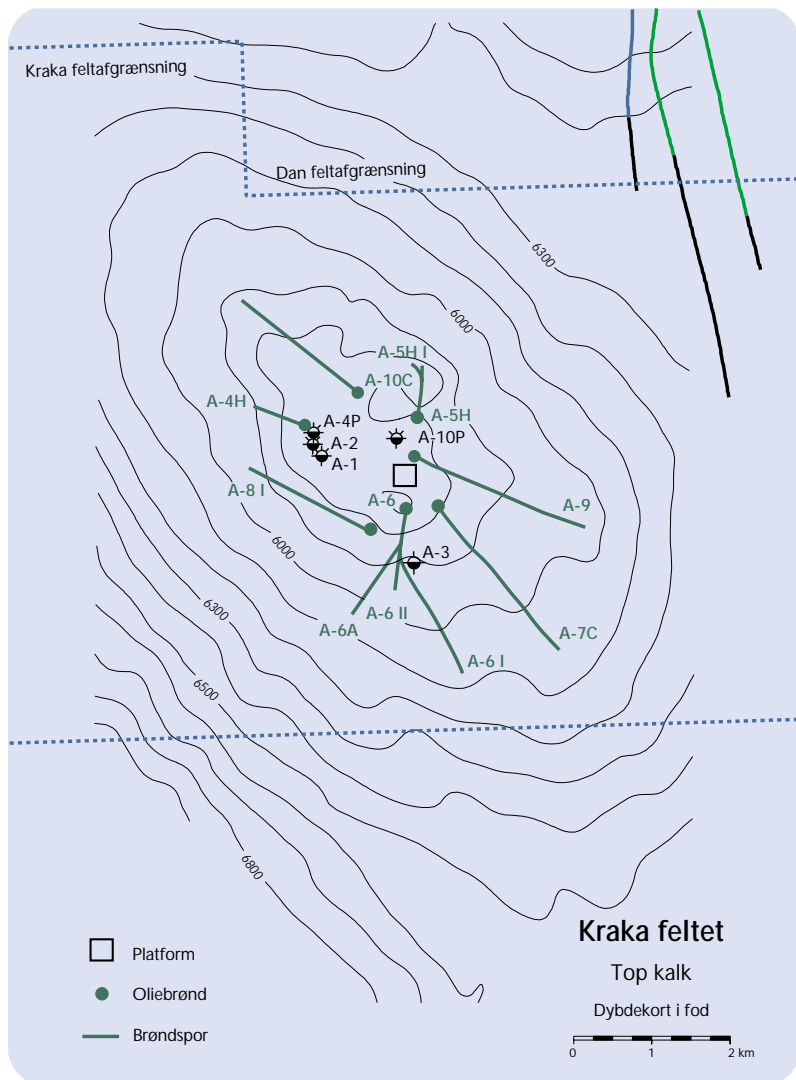 Kraka feltafgrænsning
Dan feltafgrænsning
6300
6000
A-5H I
A-10C
A-4H
A-4P
A-5H
A-2
A-10P
A-1
A-8 I
A-6
A-9
6000
A-3
6300
A-6 II
A-6A
A-7C
A-6 I
6500
6800
Kraka feltet
Top kalk
Dybdekort i fod
0 1 2 km
Platform
Oliebrønd
Brøndspor